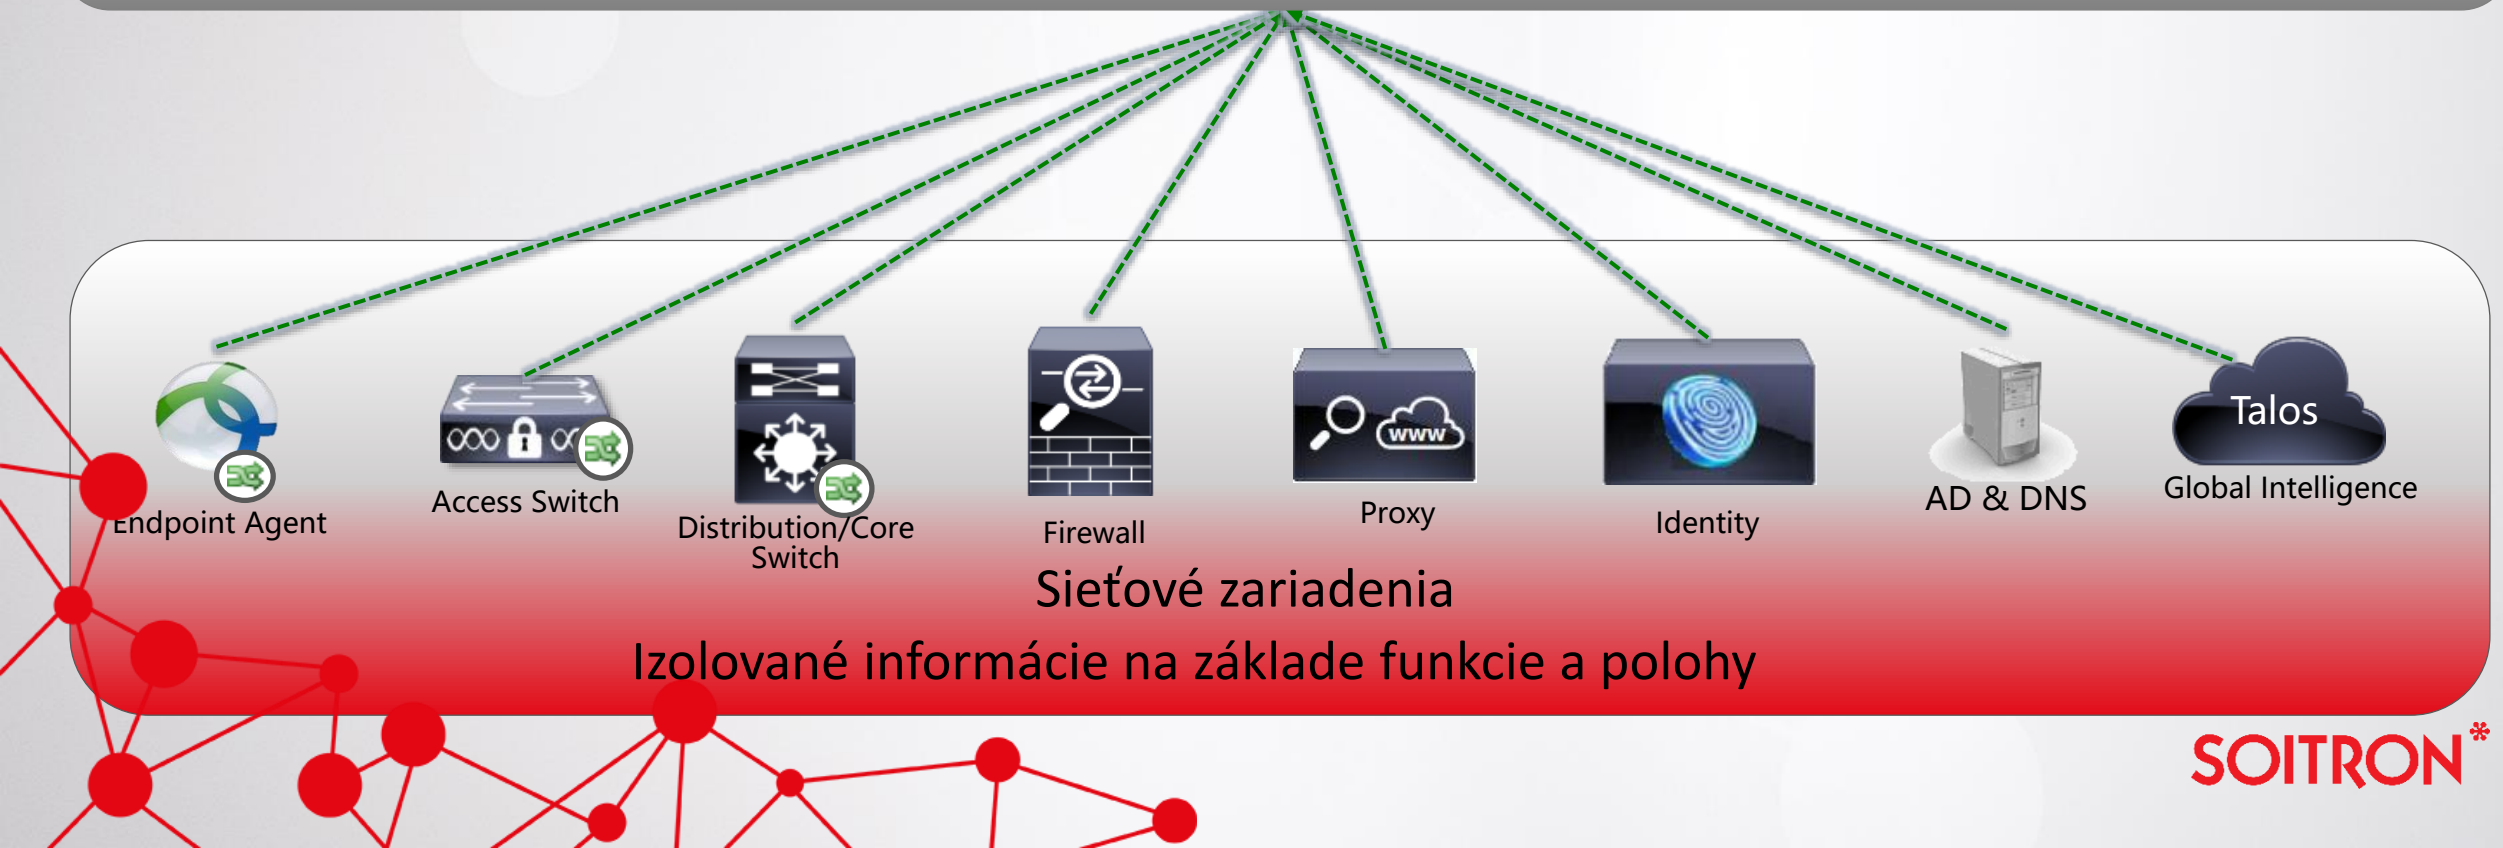 Endpoint Agent
Access Switch
Distribution/Core
Switch
Firewall
www
Proxy
Identity
AD & DNS
Talos
Global Intelligence
Sieťové zariadenia
Izolované informácie na základe funkcie a polohy
SOITRON*